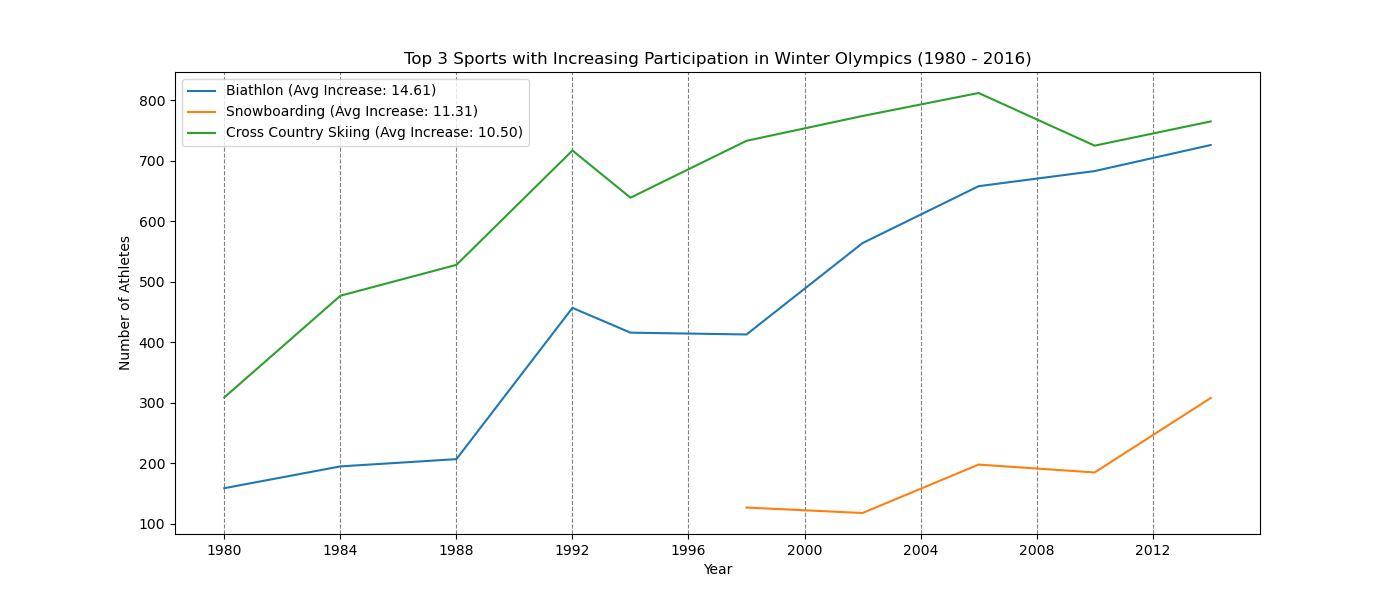 Top 3 Sports with Increasing Participation in Winter Olympics (1980 - 2016)
Biathlon (Avg Increase: 14.61)
Snowboarding (Avg Increase: 11.31)
Cross Country Skiing (Avg Increase: 10.50)
Number of Athletes
800
700
600
500
400
300
200
100
1980 1984 1988 1992 1996 2000 2004 2008 2012
Year